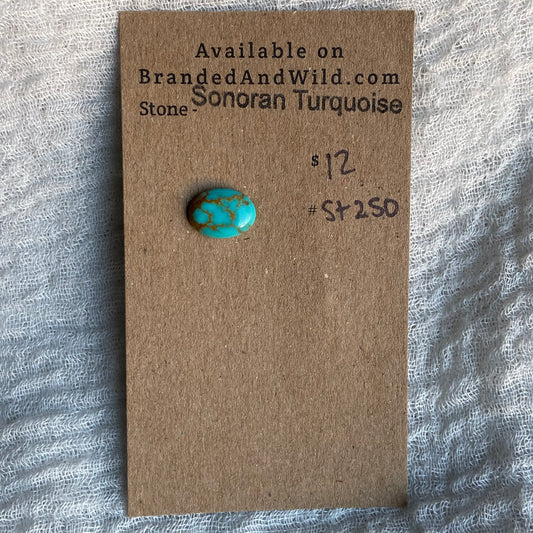 Available on
BrandedAndWild.com
Stone - Sonoran Turquoise
$12
#St250